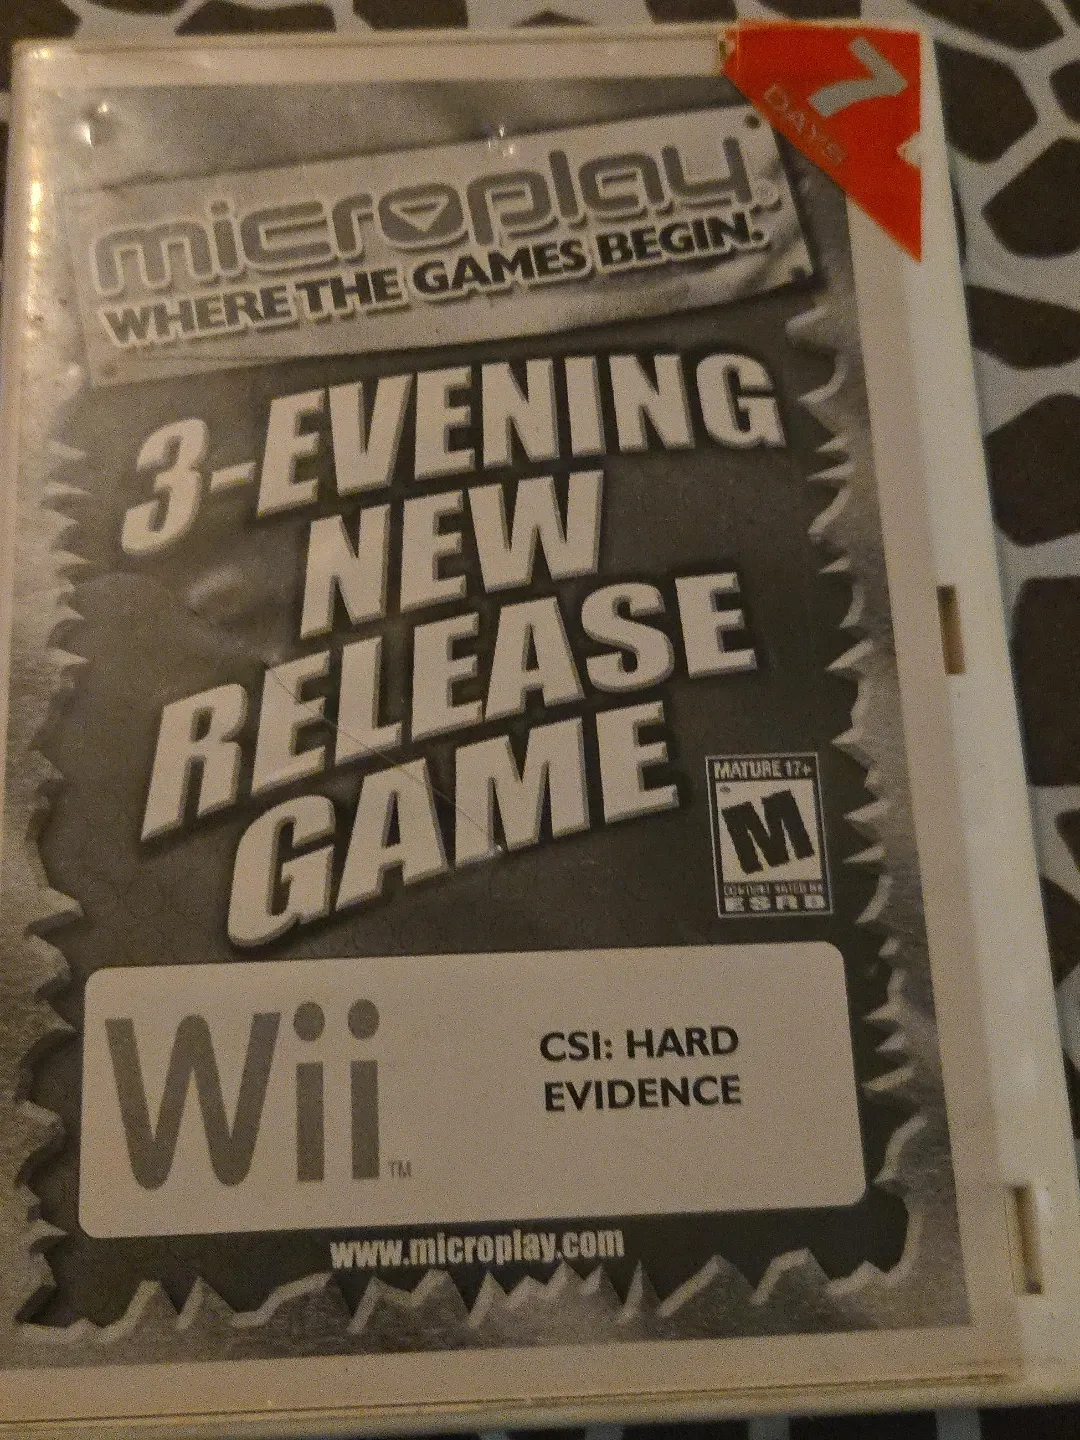 7
DAYS
microplay®
WHERE THE GAMES BEGIN.
3-EVENING
NEW
RELEASE
GAME
MATURE 17+
M
CONTENT RATED BY
ESRB
Wii™
CSI: HARD
EVIDENCE
www.microplay.com